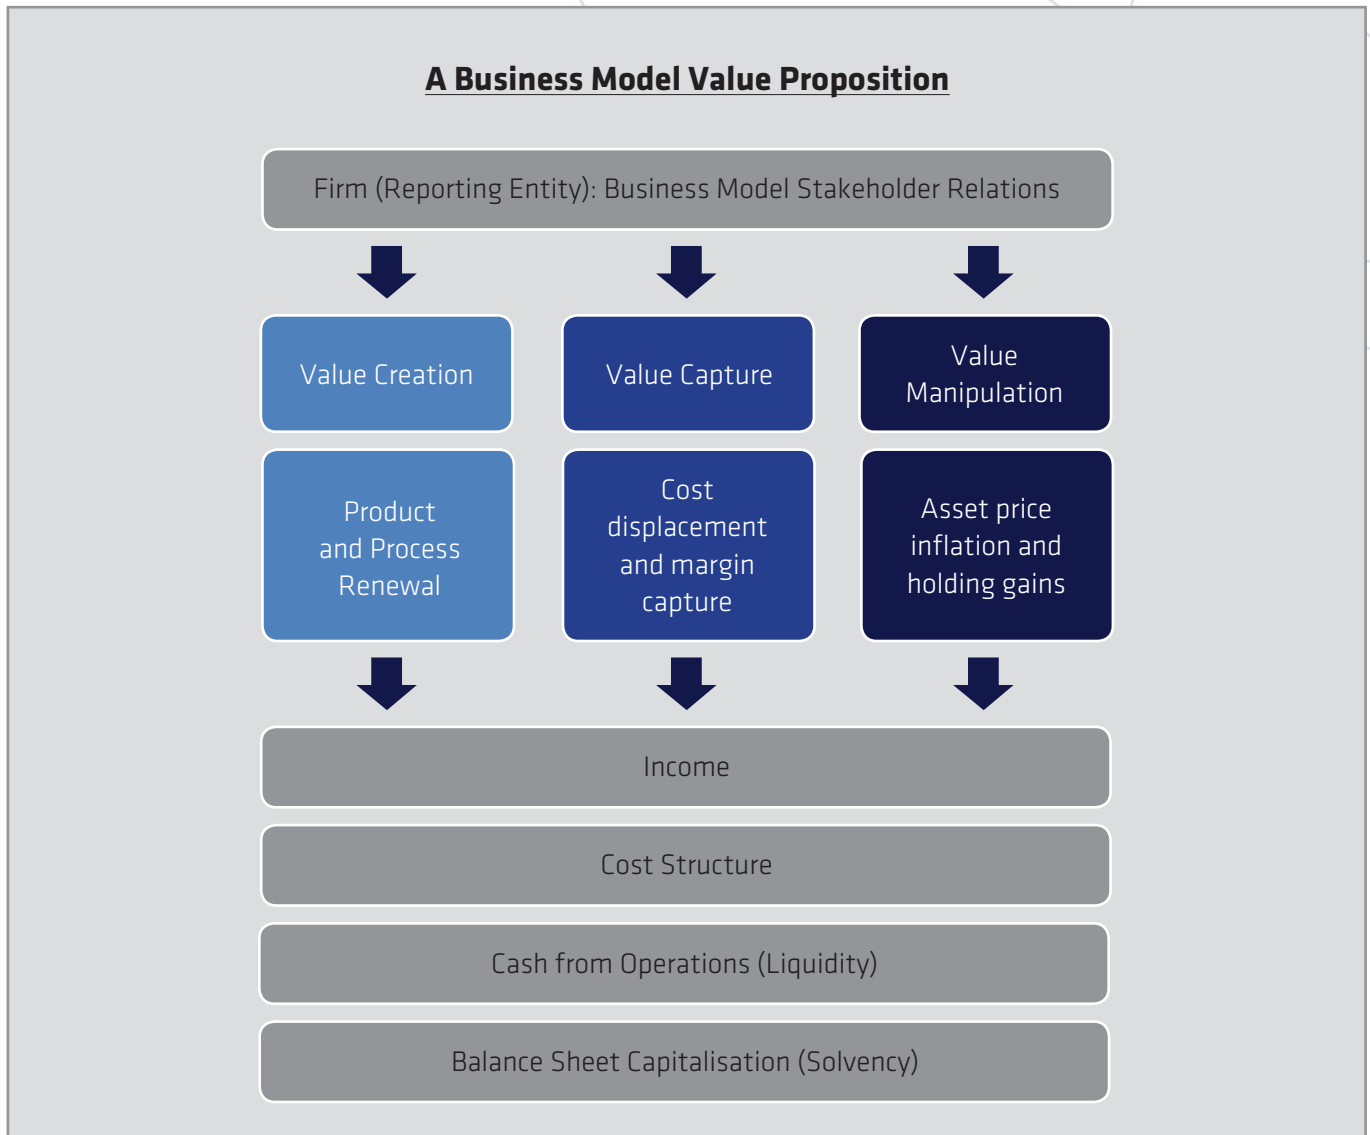 A Business Model Value Proposition
Firm (Reporting Entity): Business Model Stakeholder Relations
Value Creation
Value Capture
Value
Manipulation
Product
and Process
Renewal
Cost
displacement
and margin
capture
Asset price
inflation and
holding gains
Income
Cost Structure
Cash from Operations (Liquidity)
Balance Sheet Capitalisation (Solvency)